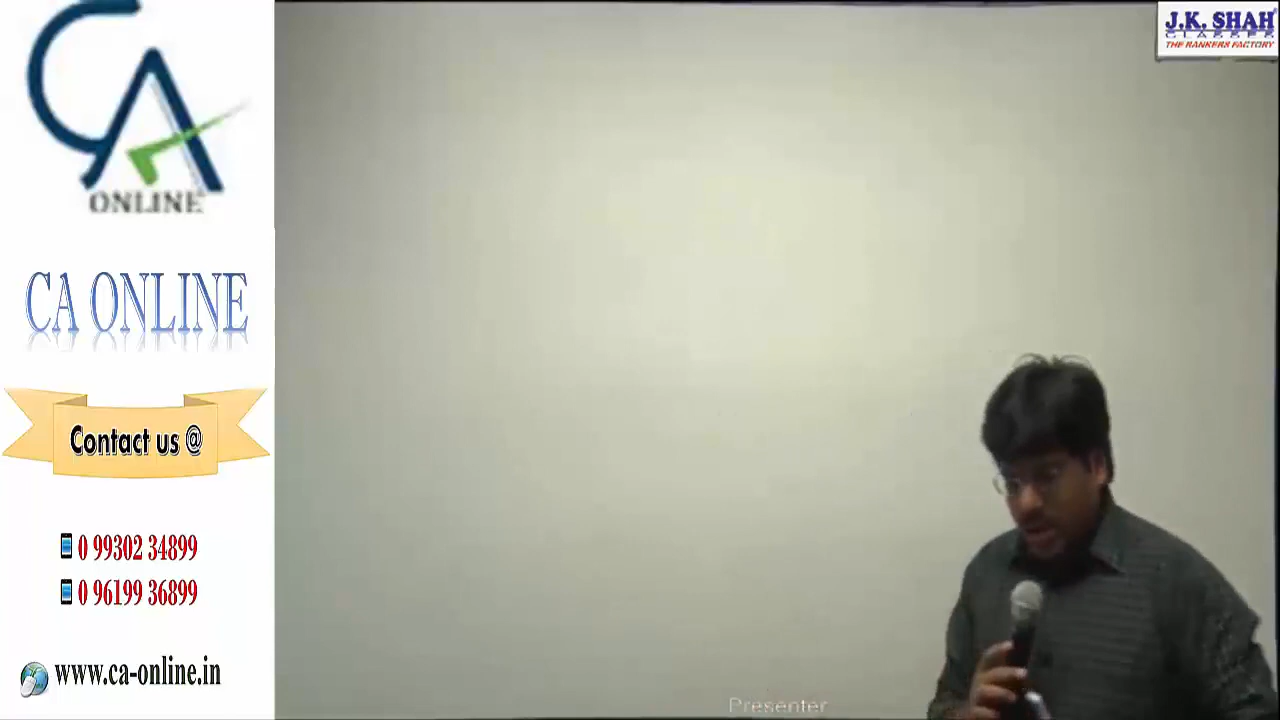 ONLINE
CA ONLINE
Contact us @
0 99302 34899
0 96199 36899
www.ca-online.in
J.K. SHAH
CLASSES
THE RANKERS FACTORY
Presenter